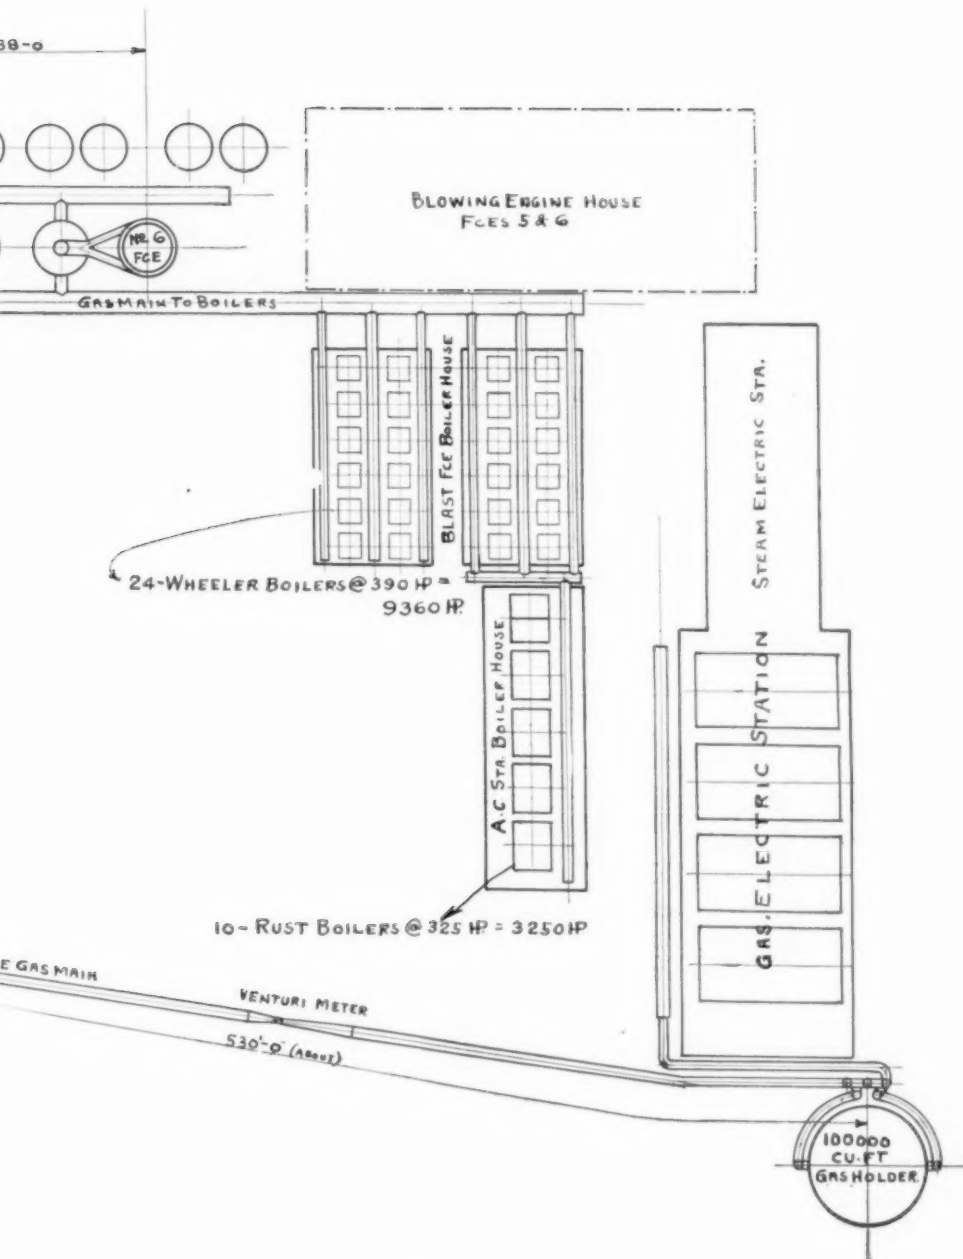 38-0
BLOWING ENGINE HOUSE
FCES 5 & 6
No. 6
FCE
GAS MAIN TO BOILERS
BLAST FCE BOILER HOUSE
STEAM ELECTRIC STA.
24-WHEELER BOILERS @ 390 HP =
9360 HP.
A.C STA. BOILER HOUSE
GAS. ELECTRIC STATION
10-RUST BOILERS @ 325 HP. = 3250 HP
E GAS MAIN
VENTURI METER
530'-0" (ABOUT)
100000
CU-FT
GAS HOLDER.